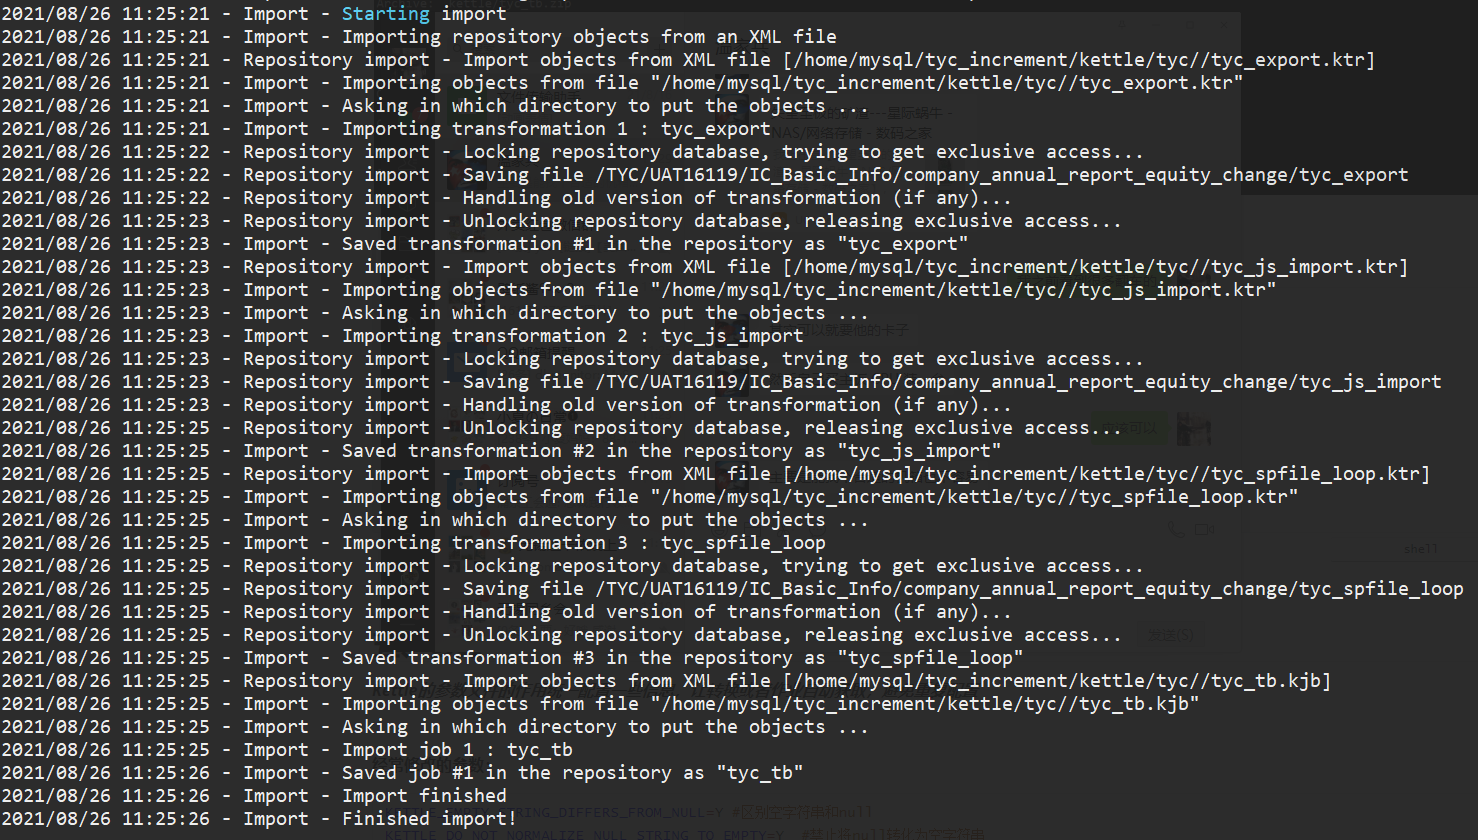 2021/08/26 11:25:21 - Import - Starting import
2021/08/26 11:25:21 - Import - Importing repository objects from an XML file
2021/08/26 11:25:21 - Repository import - Import objects from XML file [/home/mysql/tyc_increment/kettle/tyc//tyc_export.ktr]
2021/08/26 11:25:21 - Import - Importing objects from file "/home/mysql/tyc_increment/kettle/tyc//tyc_export.ktr"
2021/08/26 11:25:21 - Import - Asking in which directory to put the objects ...
2021/08/26 11:25:21 - Import - Importing transformation 1 : tyc_export
2021/08/26 11:25:22 - Repository import - Locking repository database, trying to get exclusive access...
2021/08/26 11:25:22 - Repository import - Saving file /TYC/UAT16119/IC_Basic_Info/company_annual_report_equity_change/tyc_export
2021/08/26 11:25:22 - Repository import - Handling old version of transformation (if any)...
2021/08/26 11:25:23 - Repository import - Unlocking repository database, releasing exclusive access...
2021/08/26 11:25:23 - Import - Saved transformation #1 in the repository as "tyc_export"
2021/08/26 11:25:23 - Repository import - Import objects from XML file [/home/mysql/tyc_increment/kettle/tyc//tyc_js_import.ktr]
2021/08/26 11:25:23 - Import - Importing objects from file "/home/mysql/tyc_increment/kettle/tyc//tyc_js_import.ktr"
2021/08/26 11:25:23 - Import - Asking in which directory to put the objects ...
2021/08/26 11:25:23 - Import - Importing transformation 2 : tyc_js_import
2021/08/26 11:25:23 - Repository import - Locking repository database, trying to get exclusive access...
2021/08/26 11:25:23 - Repository import - Saving file /TYC/UAT16119/IC_Basic_Info/company_annual_report_equity_change/tyc_js_import
2021/08/26 11:25:23 - Repository import - Handling old version of transformation (if any)...
2021/08/26 11:25:25 - Repository import - Unlocking repository database, releasing exclusive access...
2021/08/26 11:25:25 - Import - Saved transformation #2 in the repository as "tyc_js_import"
2021/08/26 11:25:25 - Repository import - Import objects from XML file [/home/mysql/tyc_increment/kettle/tyc//tyc_spfile_loop.ktr]
2021/08/26 11:25:25 - Import - Importing objects from file "/home/mysql/tyc_increment/kettle/tyc//tyc_spfile_loop.ktr"
2021/08/26 11:25:25 - Import - Asking in which directory to put the objects ...
2021/08/26 11:25:25 - Import - Importing transformation 3 : tyc_spfile_loop
2021/08/26 11:25:25 - Repository import - Locking repository database, trying to get exclusive access...
2021/08/26 11:25:25 - Repository import - Saving file /TYC/UAT16119/IC_Basic_Info/company_annual_report_equity_change/tyc_spfile_loop
2021/08/26 11:25:25 - Repository import - Handling old version of transformation (if any)...
2021/08/26 11:25:25 - Repository import - Unlocking repository database, releasing exclusive access...
2021/08/26 11:25:25 - Import - Saved transformation #3 in the repository as "tyc_spfile_loop"
2021/08/26 11:25:25 - Repository import - Import objects from XML file [/home/mysql/tyc_increment/kettle/tyc//tyc_tb.kjb]
2021/08/26 11:25:25 - Import - Importing objects from file "/home/mysql/tyc_increment/kettle/tyc//tyc_tb.kjb"
2021/08/26 11:25:25 - Import - Asking in which directory to put the objects ...
2021/08/26 11:25:25 - Import - Import job 1 : tyc_tb
2021/08/26 11:25:26 - Import - Saved job #1 in the repository as "tyc_tb"
2021/08/26 11:25:26 - Import - Import finished
2021/08/26 11:25:26 - Import - Finished import!